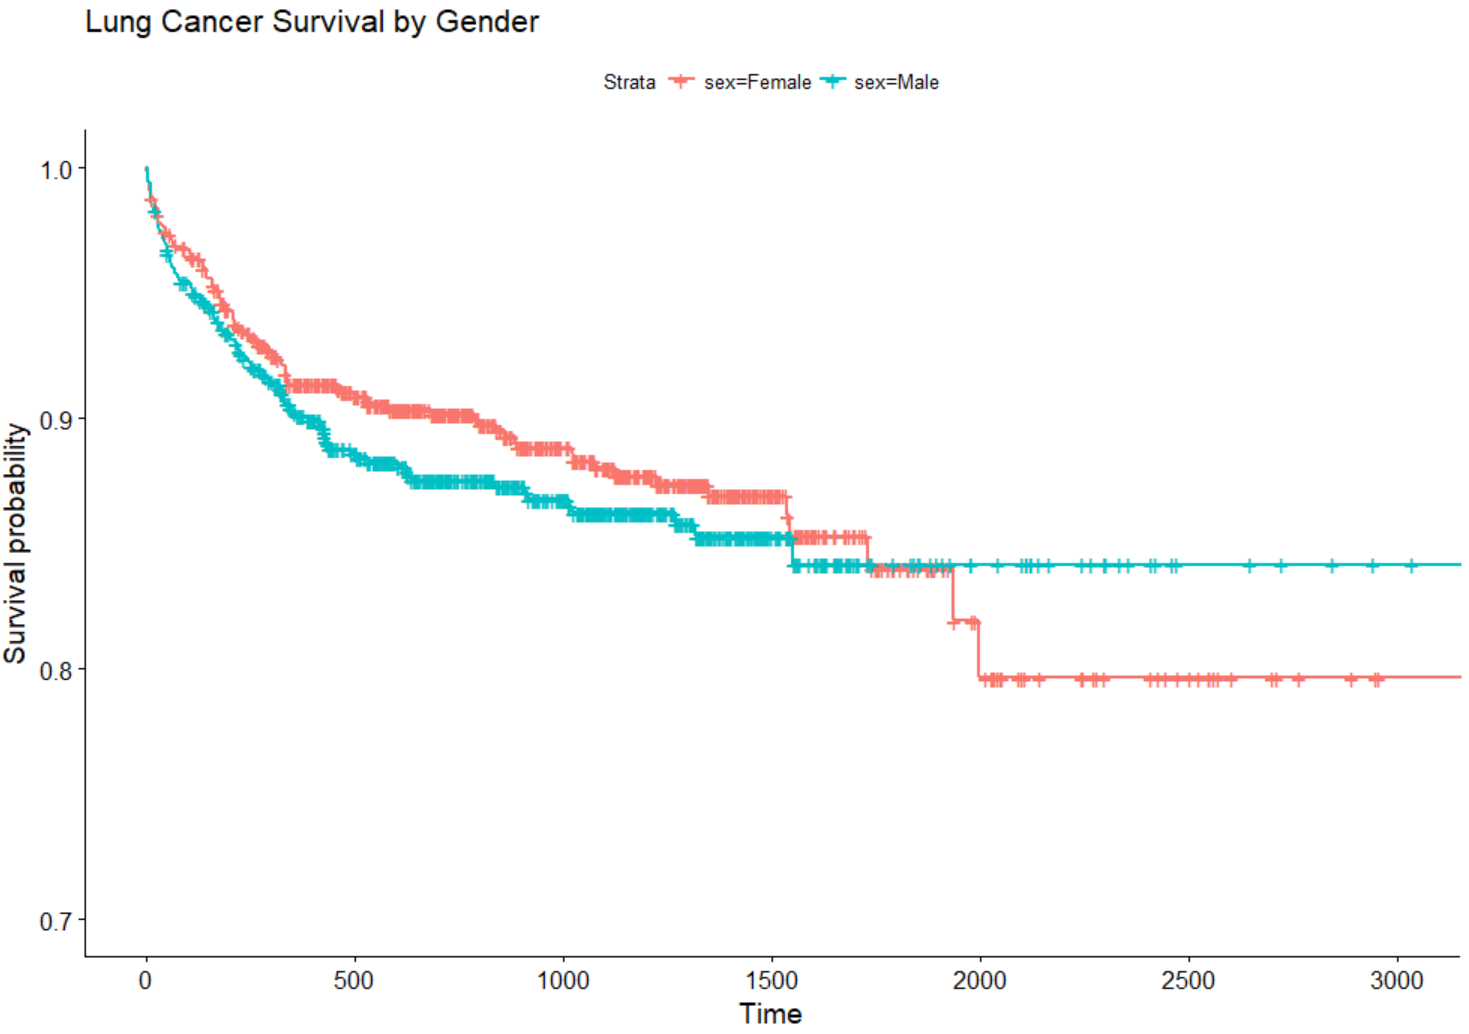 Lung Cancer Survival by Gender
Strata sex=Female sex=Male
Survival probability
1.0
0.9
0.8
0.7
0 500 1000 1500 2000 2500 3000
Time